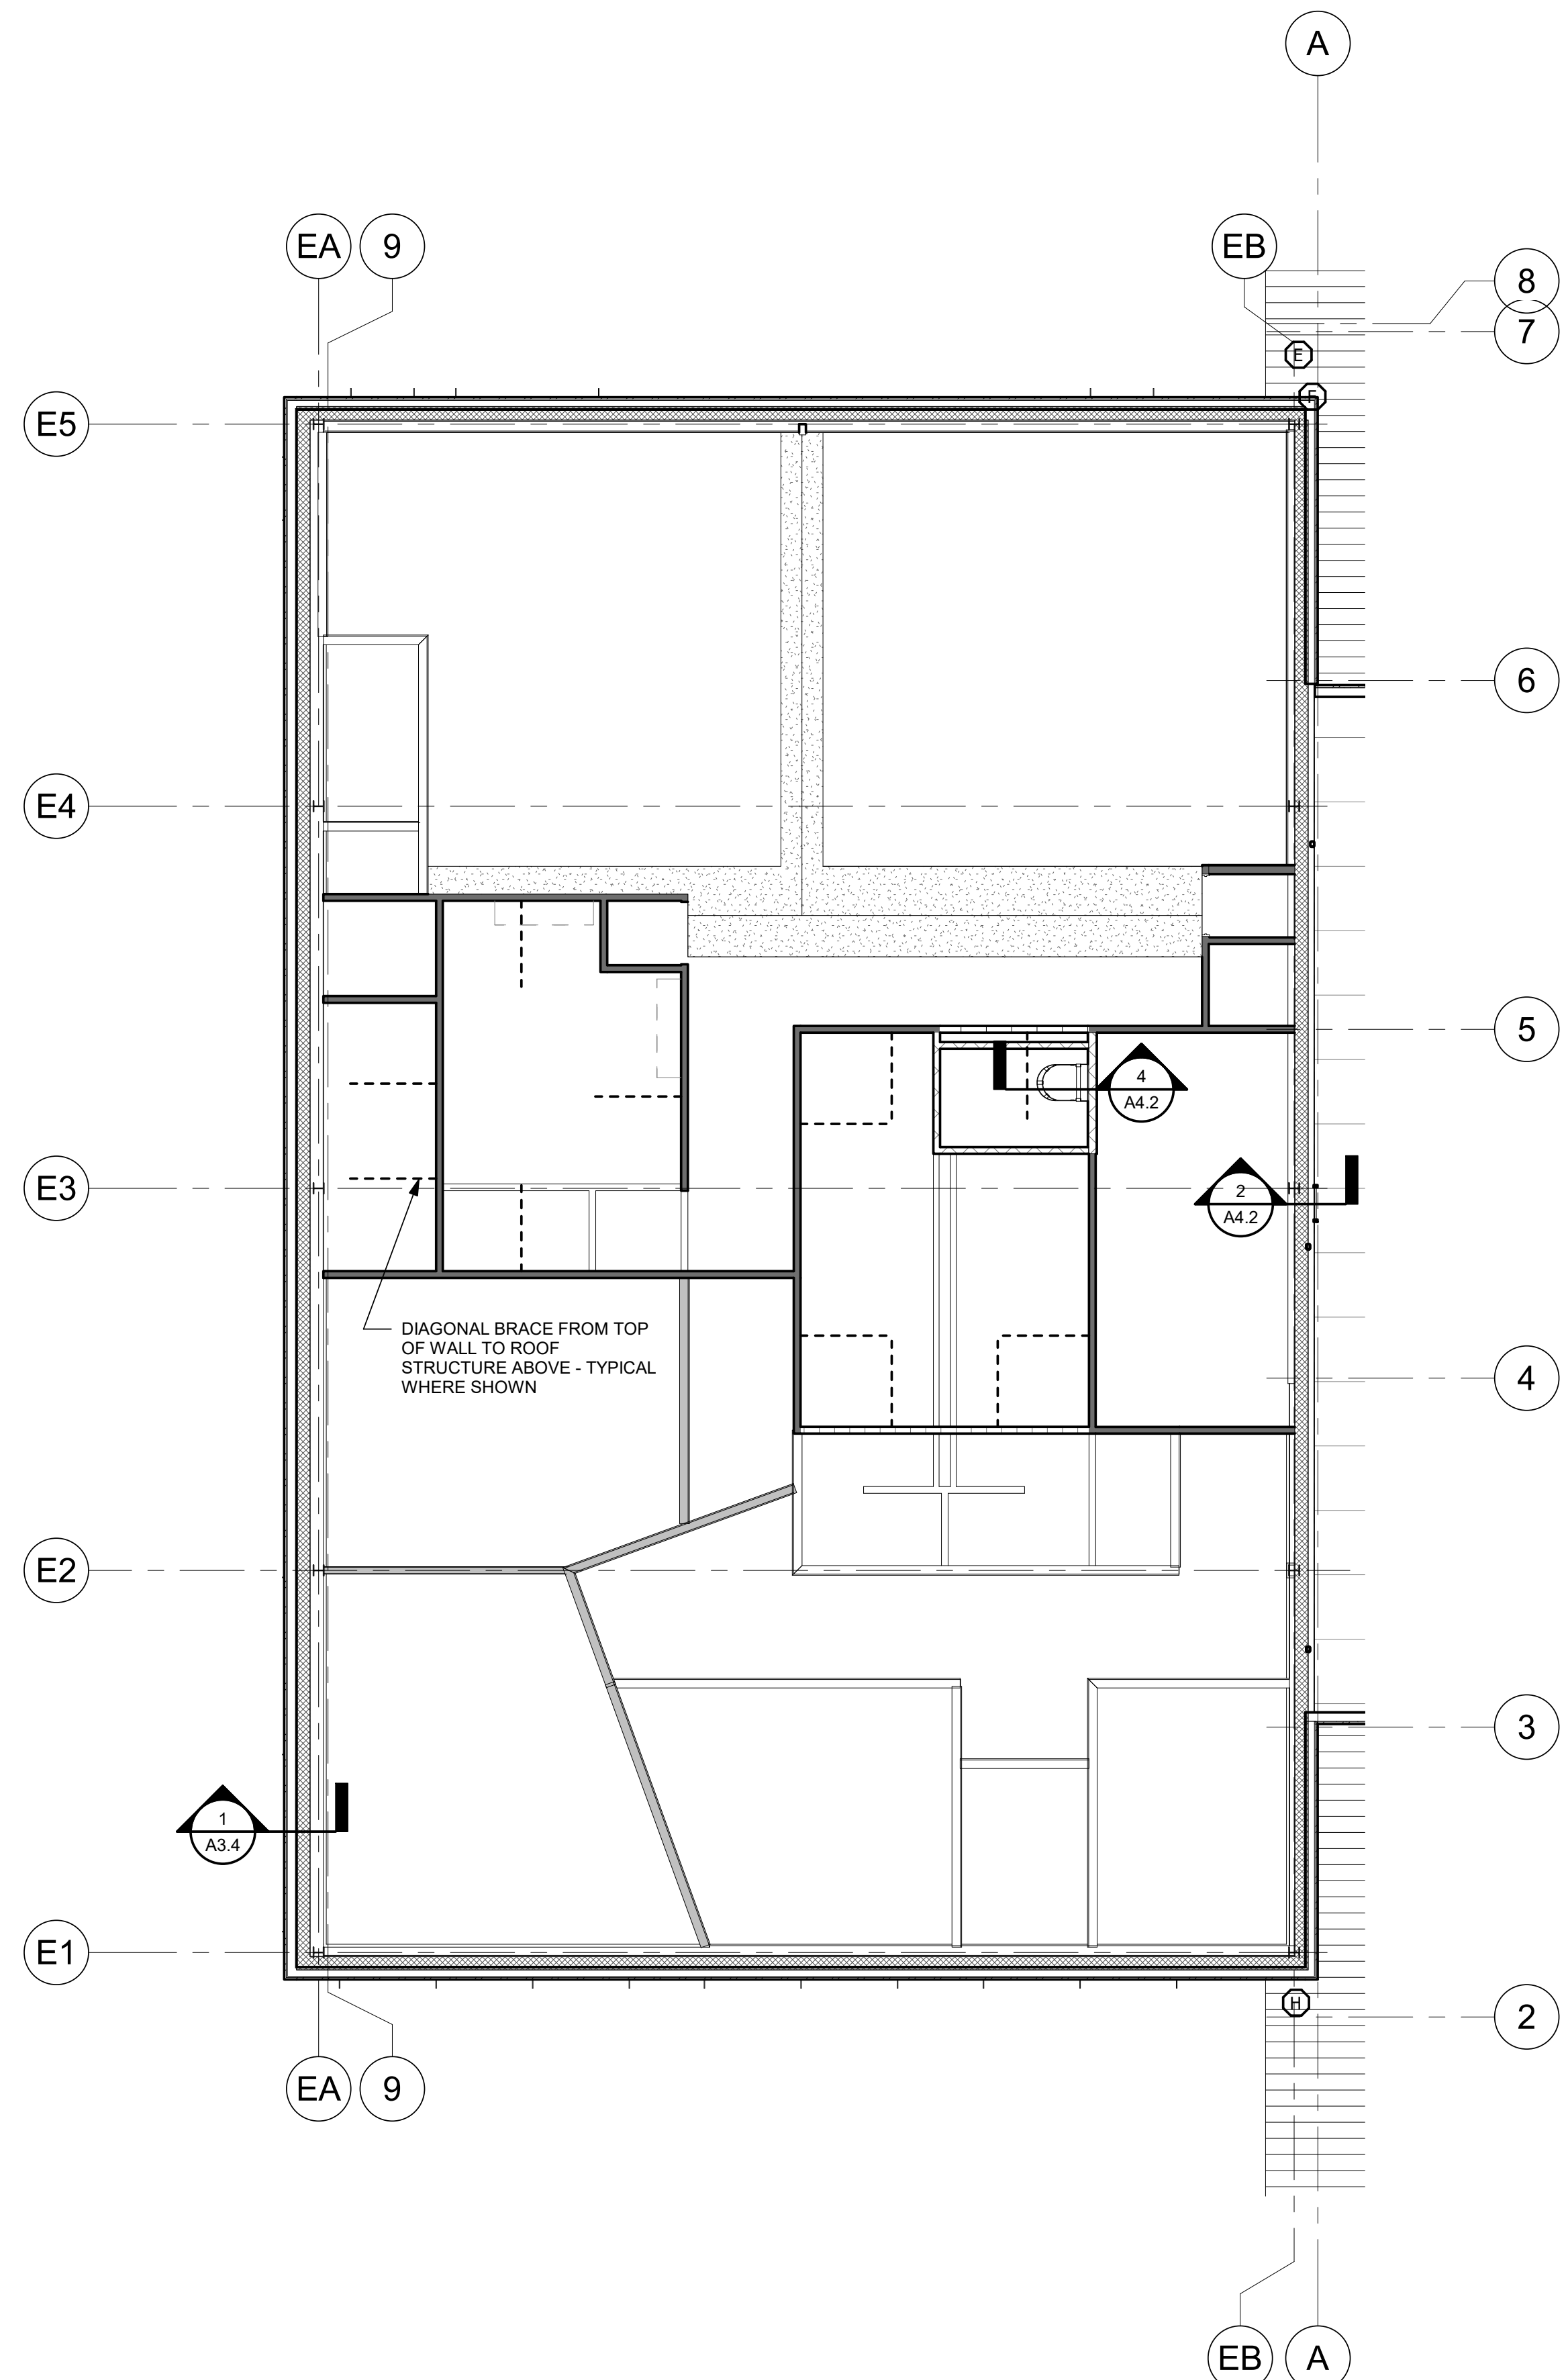 A
EA
9
EB
8
7
E
F
E5
6
E4
5
4
A4.2
E3
2
A4.2
DIAGONAL BRACE FROM TOP
OF WALL TO ROOF
STRUCTURE ABOVE - TYPICAL
WHERE SHOWN
4
E2
3
1
A3.4
E1
H
2
EA
9
EB
A